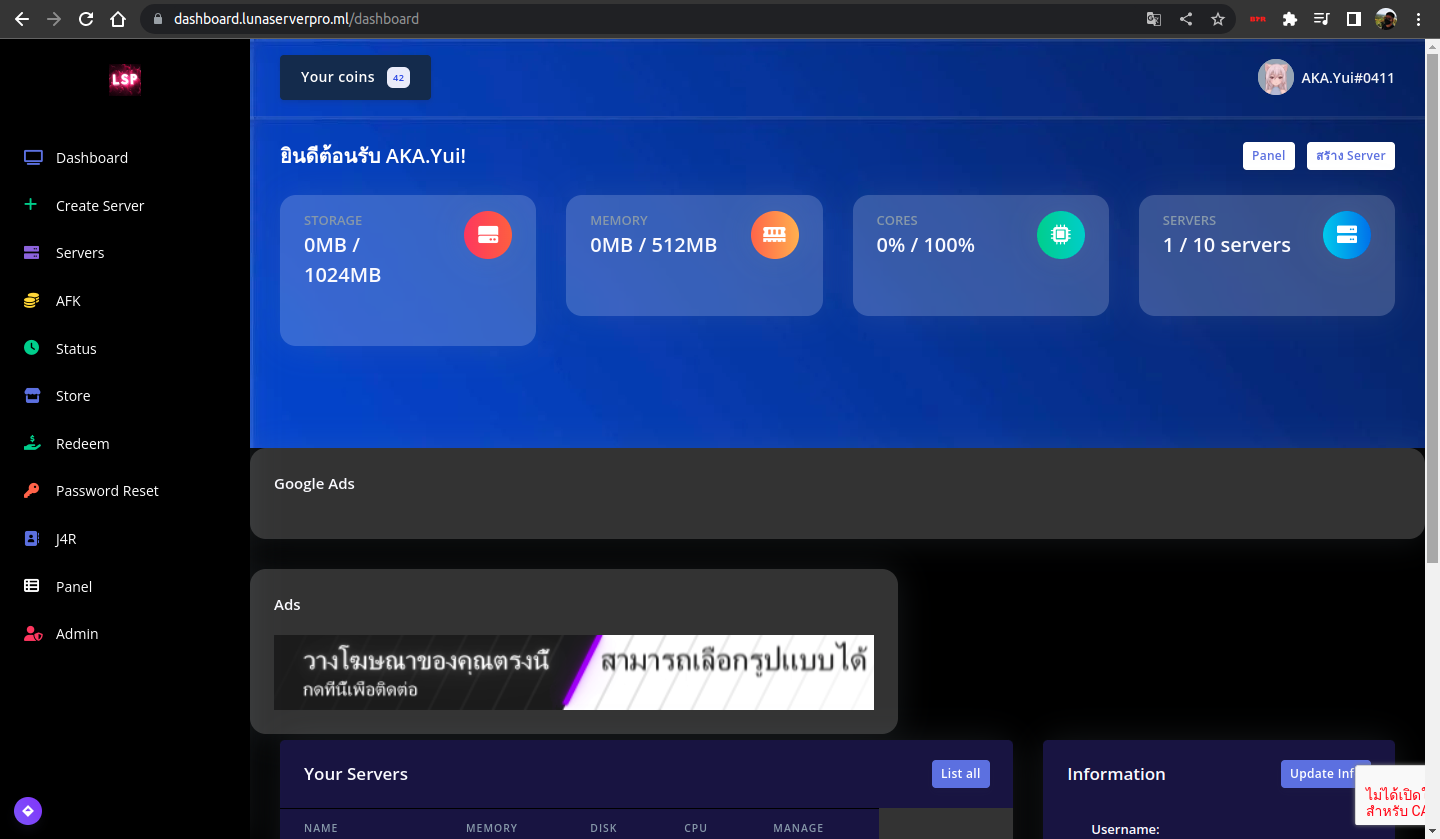 dashboard.lunaserverpro.ml/dashboard
LSP
Your coins 42
AKA.Yui#0411
Dashboard
Create Server
Servers
AFK
Status
Store
Redeem
Password Reset
J4R
Panel
Admin
ยินดีต้อนรับ AKA.Yui!
Panel
สร้าง Server
STORAGE
0MB /
1024MB
MEMORY
0MB / 512MB
CORES
0% / 100%
SERVERS
1 / 10 servers
Google Ads
Ads
วางโฆษณาของคุณตรงนี้
กดที่นี่เพื่อติดต่อ
สามารถเลือกรูปแบบได้
Your Servers
List all
NAME MEMORY DISK CPU MANAGE
Information
Update Inf
Username:
ไม่ได้เปิด
สำหรับ CA